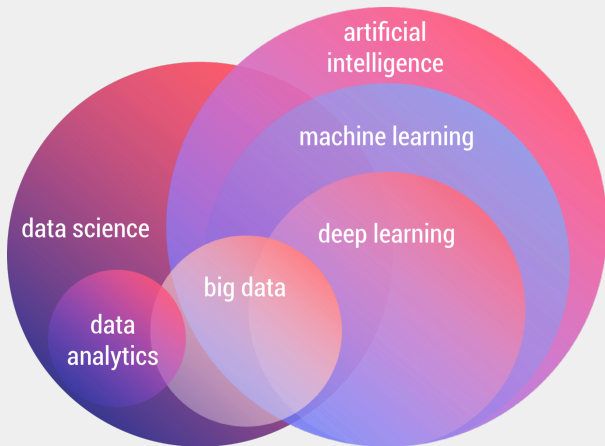 artificial
intelligence
machine learning
data science
deep learning
big data
data
analytics